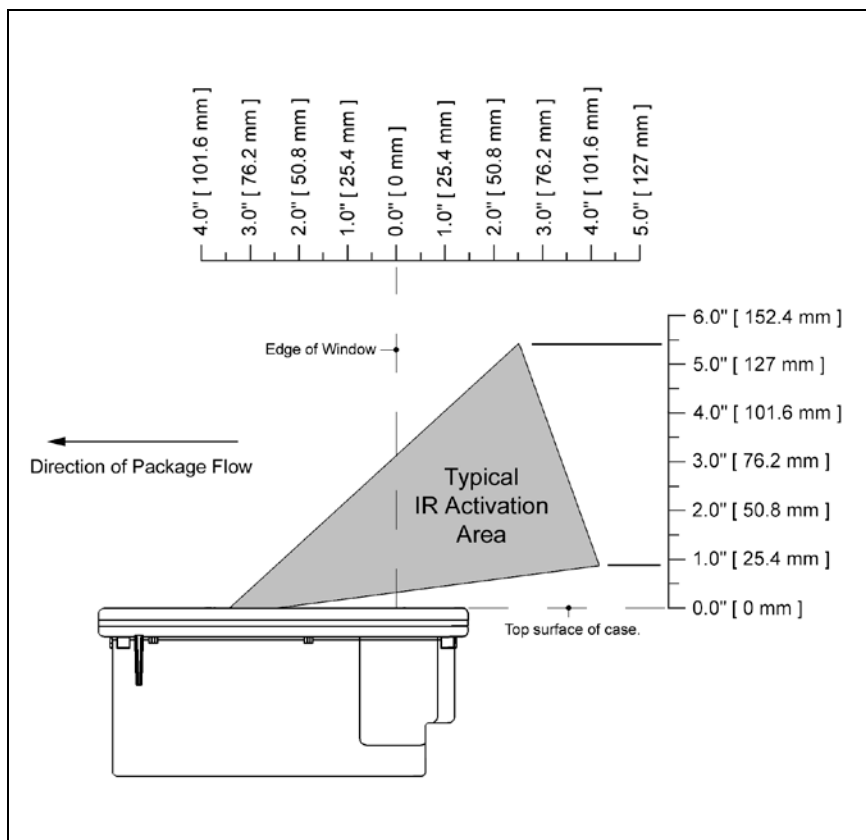 4.0" [ 101.6 mm ]
3.0" [ 76.2 mm ]
2.0" [ 50.8 mm ]
1.0" [ 25.4 mm ]
0.0" [ 0 mm ]
1.0" [ 25.4 mm ]
2.0" [ 50.8 mm ]
3.0" [ 76.2 mm ]
4.0" [ 101.6 mm ]
5.0" [ 127 mm ]
6.0" [ 152.4 mm ]
Edge of Window
5.0" [ 127 mm ]
4.0" [ 101.6 mm ]
Direction of Package Flow
3.0" [ 76.2 mm ]
Typical
IR Activation
Area
2.0" [ 50.8 mm ]
1.0" [ 25.4 mm ]
0.0" [ 0 mm ]
Top surface of case.